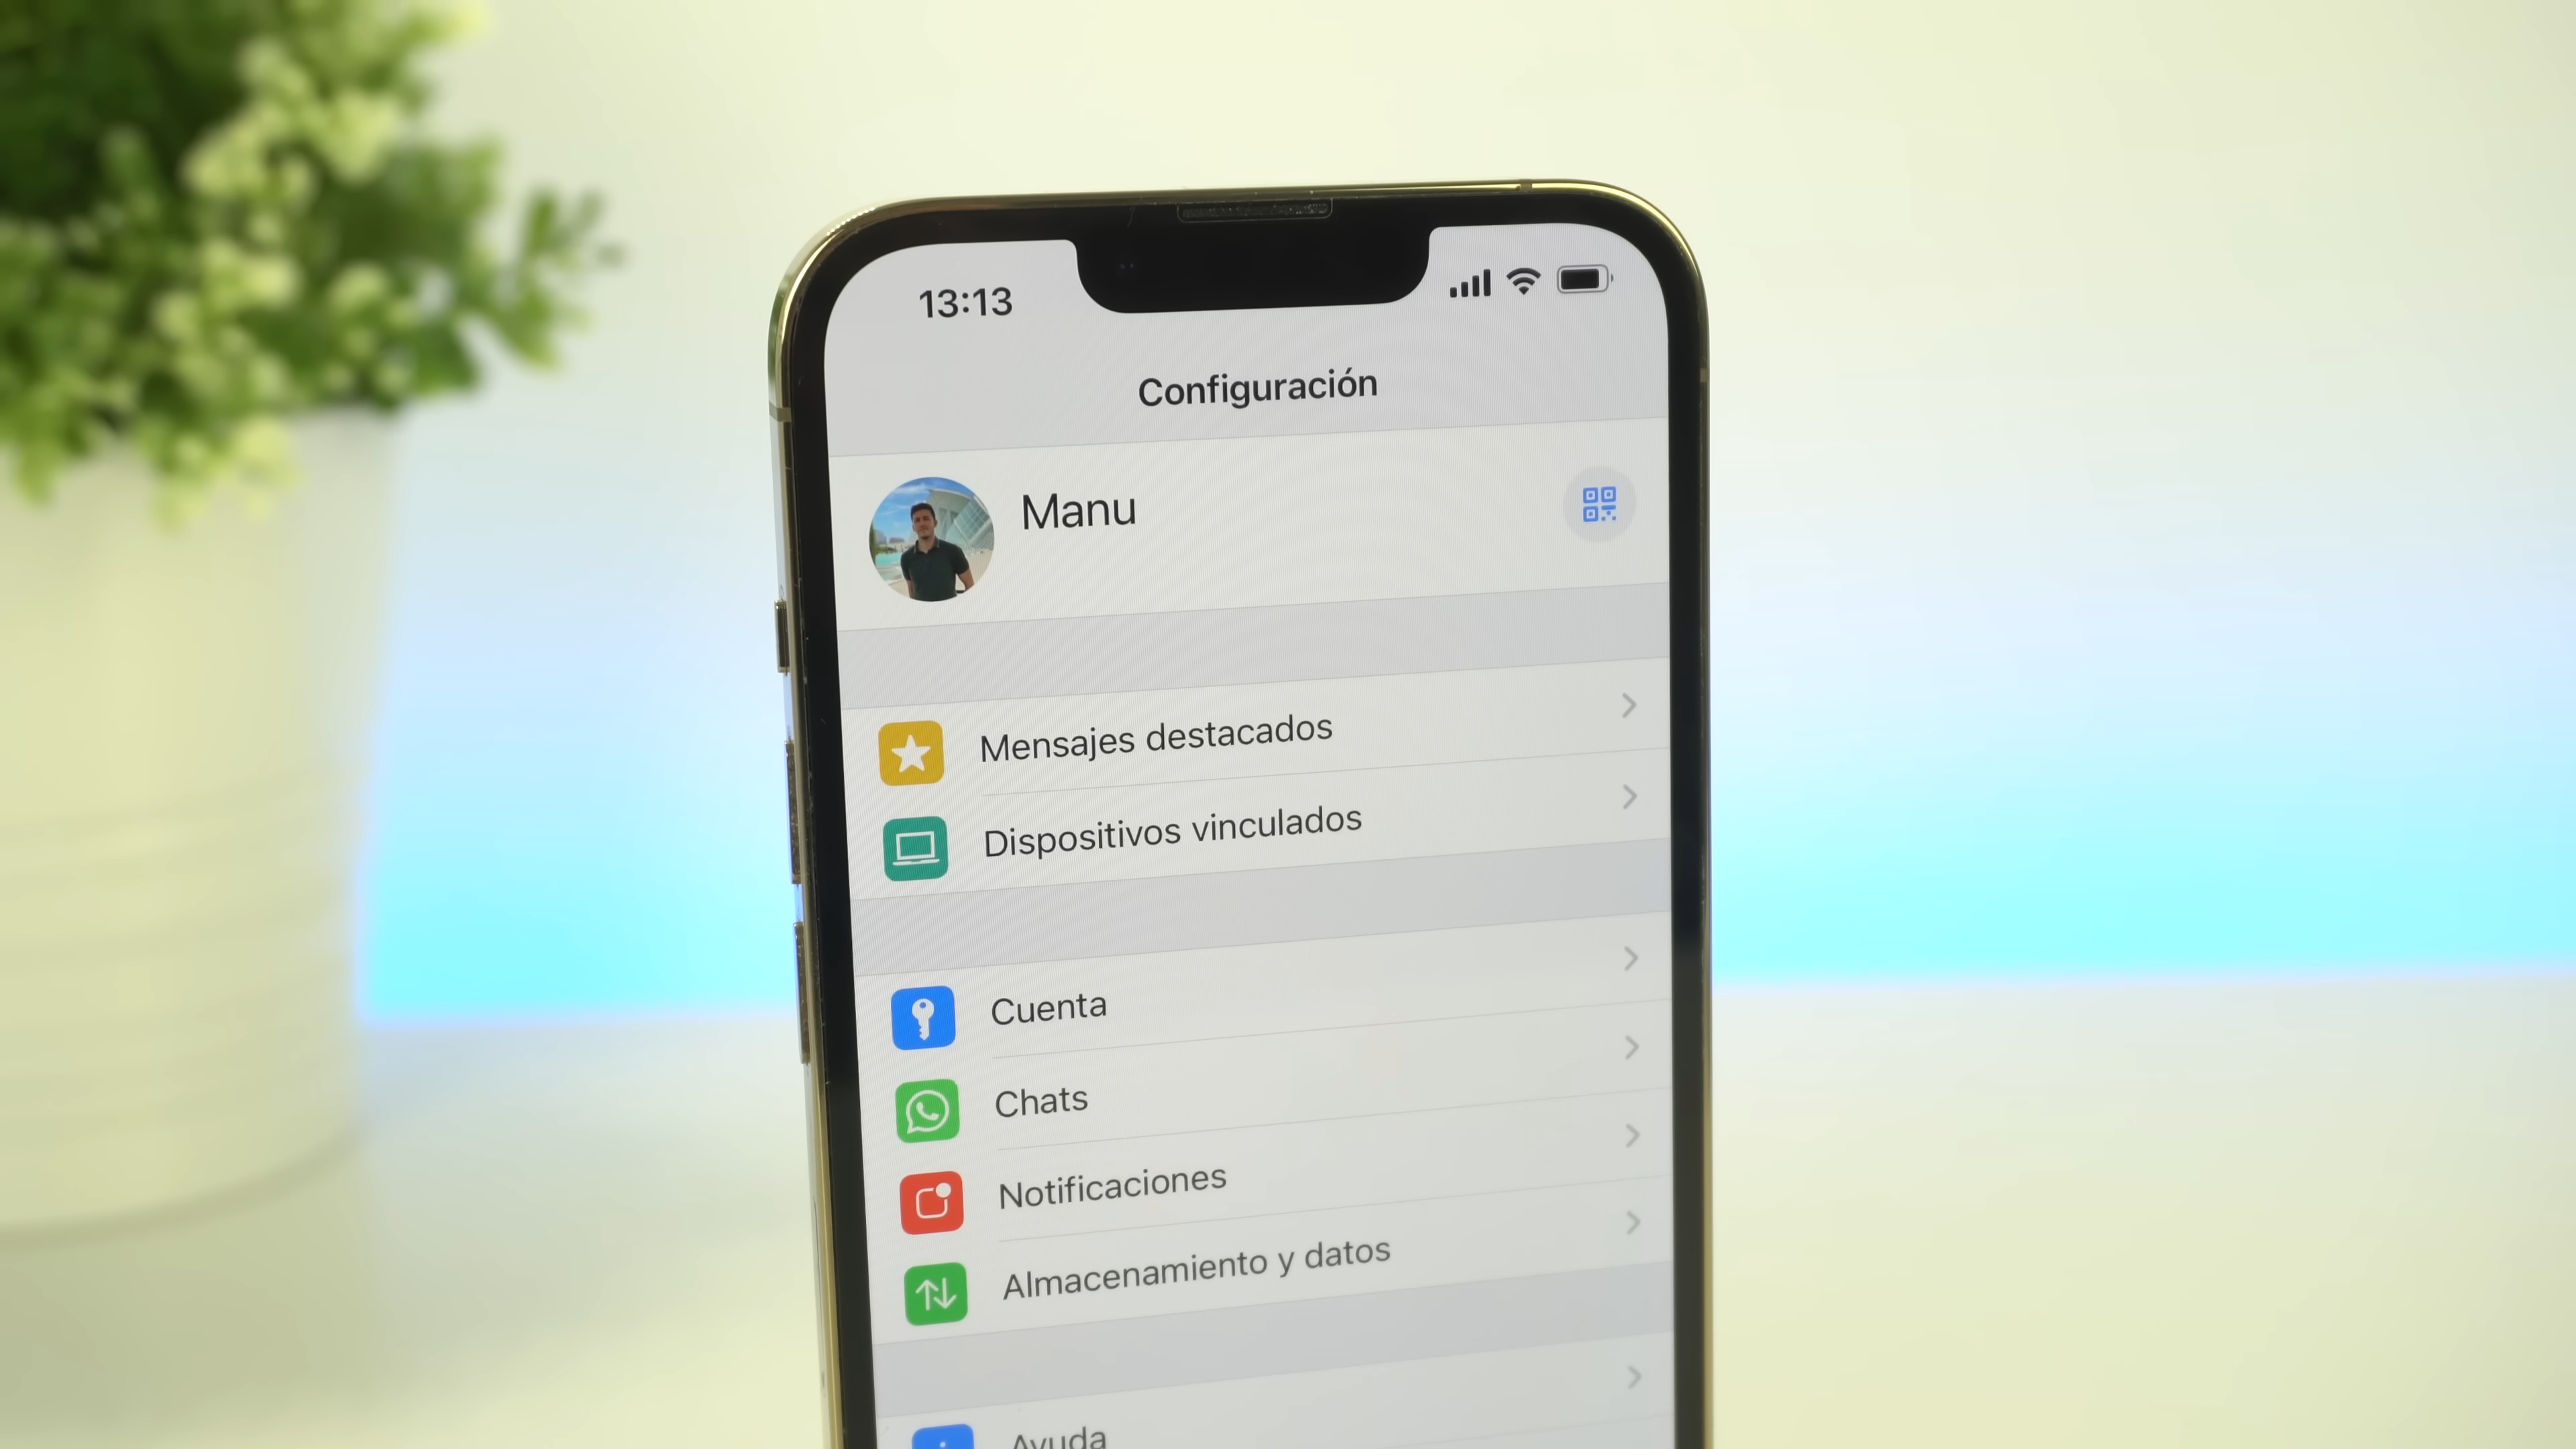 13:13
Configuración
Manu
Mensajes destacados
Dispositivos vinculados
Cuenta
Chats
Notificaciones
Almacenamiento y datos
Ayuda